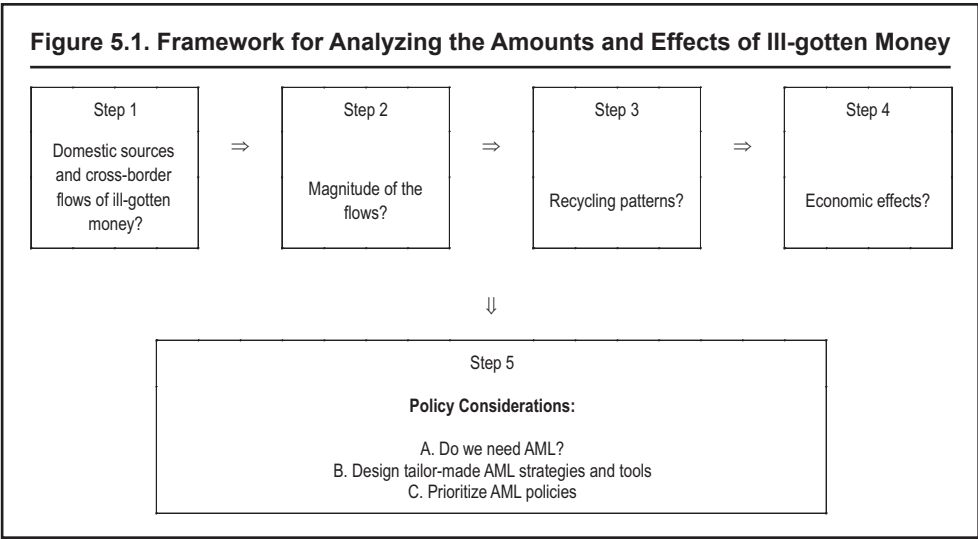 Figure 5.1. Framework for Analyzing the Amounts and Effects of Ill-gotten Money
Step 1
Domestic sources
and cross-border
flows of ill-gotten
money?
⇒
Step 2
Magnitude of the
flows?
⇒
Step 3
Recycling patterns?
⇒
Step 4
Economic effects?
⇓
Step 5
Policy Considerations:
A. Do we need AML?
B. Design tailor-made AML strategies and tools
C. Prioritize AML policies